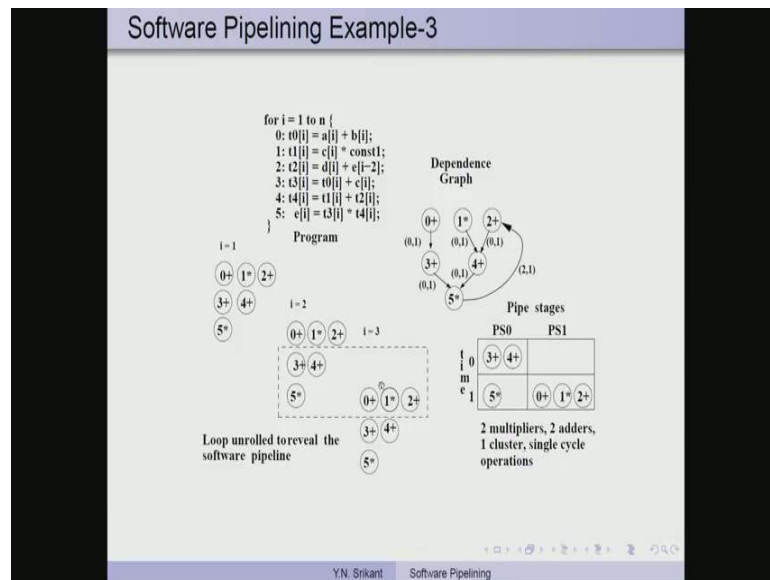 Software Pipelining Example-3
for i = 1 to n {
0: t0[i] = a[i] + b[i];
1: t1[i] = c[i] * const1;
2: t2[i] = d[i] + e[i-2];
3: t3[i] = t0[i] + c[i];
4: t4[i] = t1[i] + t2[i];
5: e[i] = t3[i] * t4[i];
}
Program
Dependence
Graph
0+ 1* 2+
(0,1) (0,1) (0,1)
3+ 4+
(0,1) (0,1) (2,1)
5*
i = 1
0+ 1* 2+
3+ 4+
5*
i = 2
0+ 1* 2+
3+ 4+
5*
i = 3
0+ 1* 2+
3+ 4+
5*
Loop unrolled to reveal the
software pipeline
Pipe stages
PS0 PS1
time
0 3+ 4+
1 5* 0+ 1* 2+
2 multipliers, 2 adders,
1 cluster, single cycle
operations
Y.N. Srikant Software Pipelining